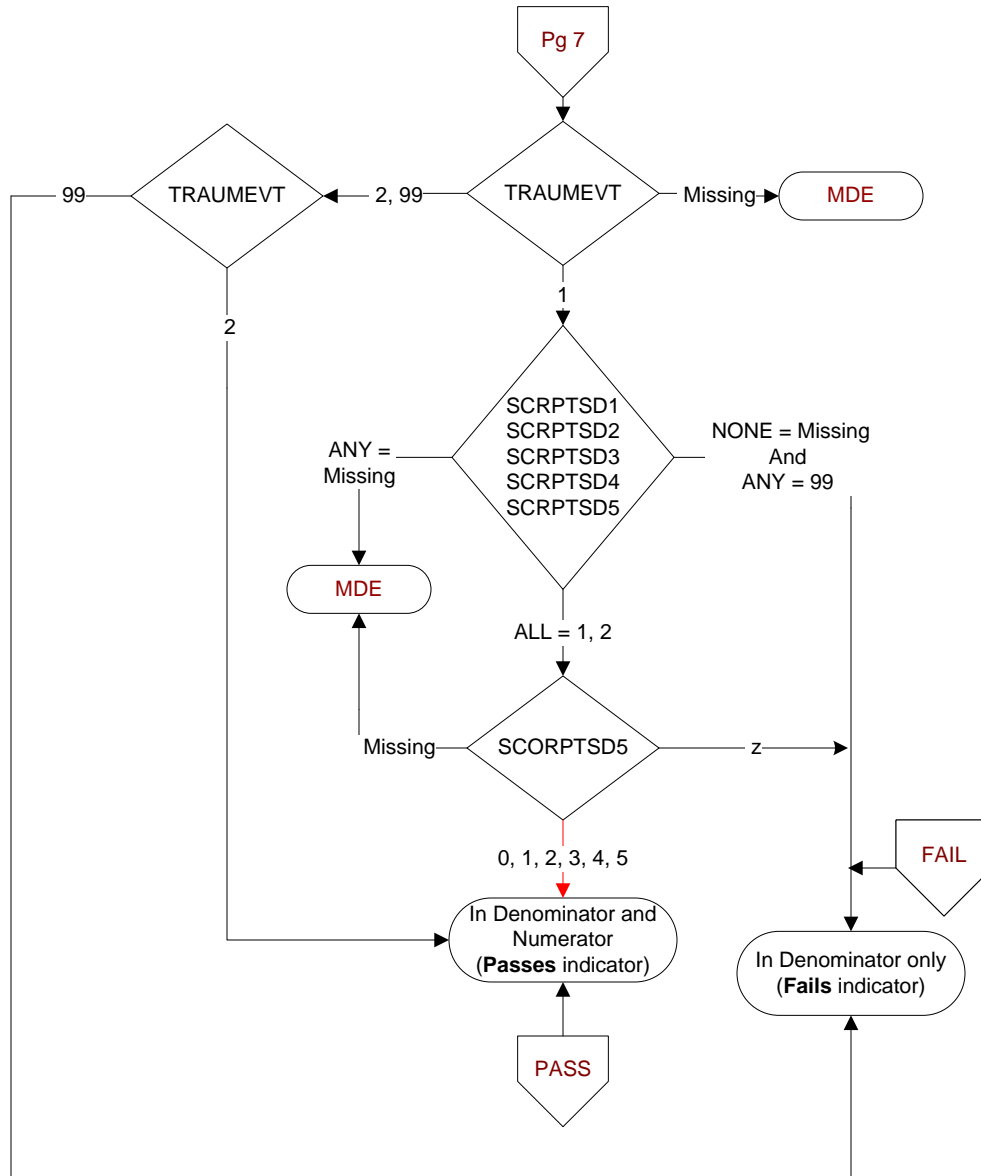 Pg 7
99
TRAUMEVT
2, 99
TRAUMEVT
Missing
MDE
1
2
SCRPTSD1
SCRPTSD2
SCRPTSD3
SCRPTSD4
SCRPTSD5
ANY =
Missing
NONE = Missing
And
ANY = 99
MDE
ALL = 1, 2
Missing
SCORPTSD5
z
0, 1, 2, 3, 4, 5
FAIL
In Denominator and
Numerator
(Passes indicator)
In Denominator only
(Fails indicator)
PASS